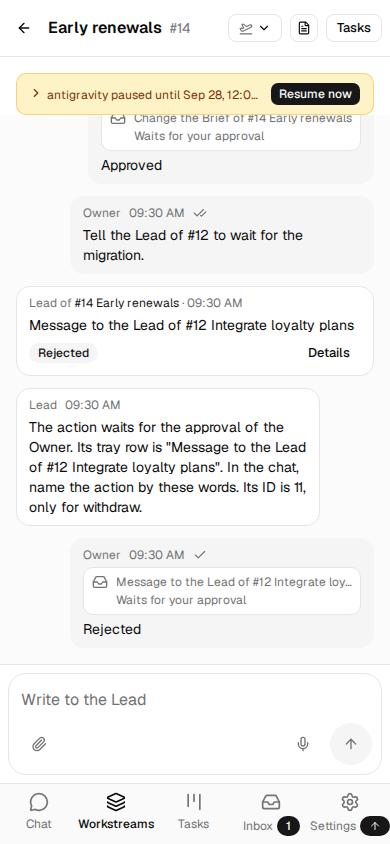 Early renewals #14
Tasks
antigravity paused until Sep 28, 12:0...
Resume now
Change the Brief of #14 Early renewals
Waits for your approval
Approved
Owner 09:30 AM
Tell the Lead of #12 to wait for the
migration.
Lead of #14 Early renewals · 09:30 AM
Message to the Lead of #12 Integrate loyalty plans
Rejected
Details
Lead 09:30 AM
The action waits for the approval of the
Owner. Its tray row is "Message to the Lead
of #12 Integrate loyalty plans". In the chat,
name the action by these words. Its ID is 11,
only for withdraw.
Owner 09:30 AM
Message to the Lead of #12 Integrate loy...
Waits for your approval
Rejected
Write to the Lead
Chat
Workstreams
Tasks
Inbox 1
Settings